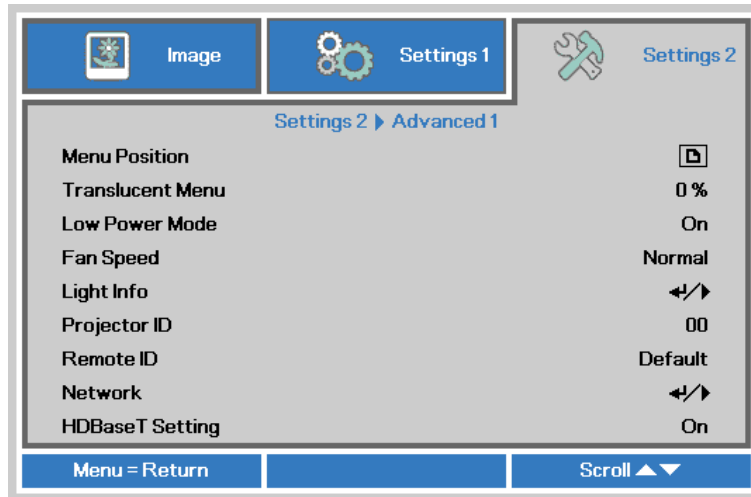 Image
Settings 1
Settings 2
Settings 2 Advanced 1
Menu Position
Translucent Menu 0 %
Low Power Mode On
Fan Speed Normal
Light Info
Projector ID 00
Remote ID Default
Network
HDBaseT Setting On
Menu = Return Scroll